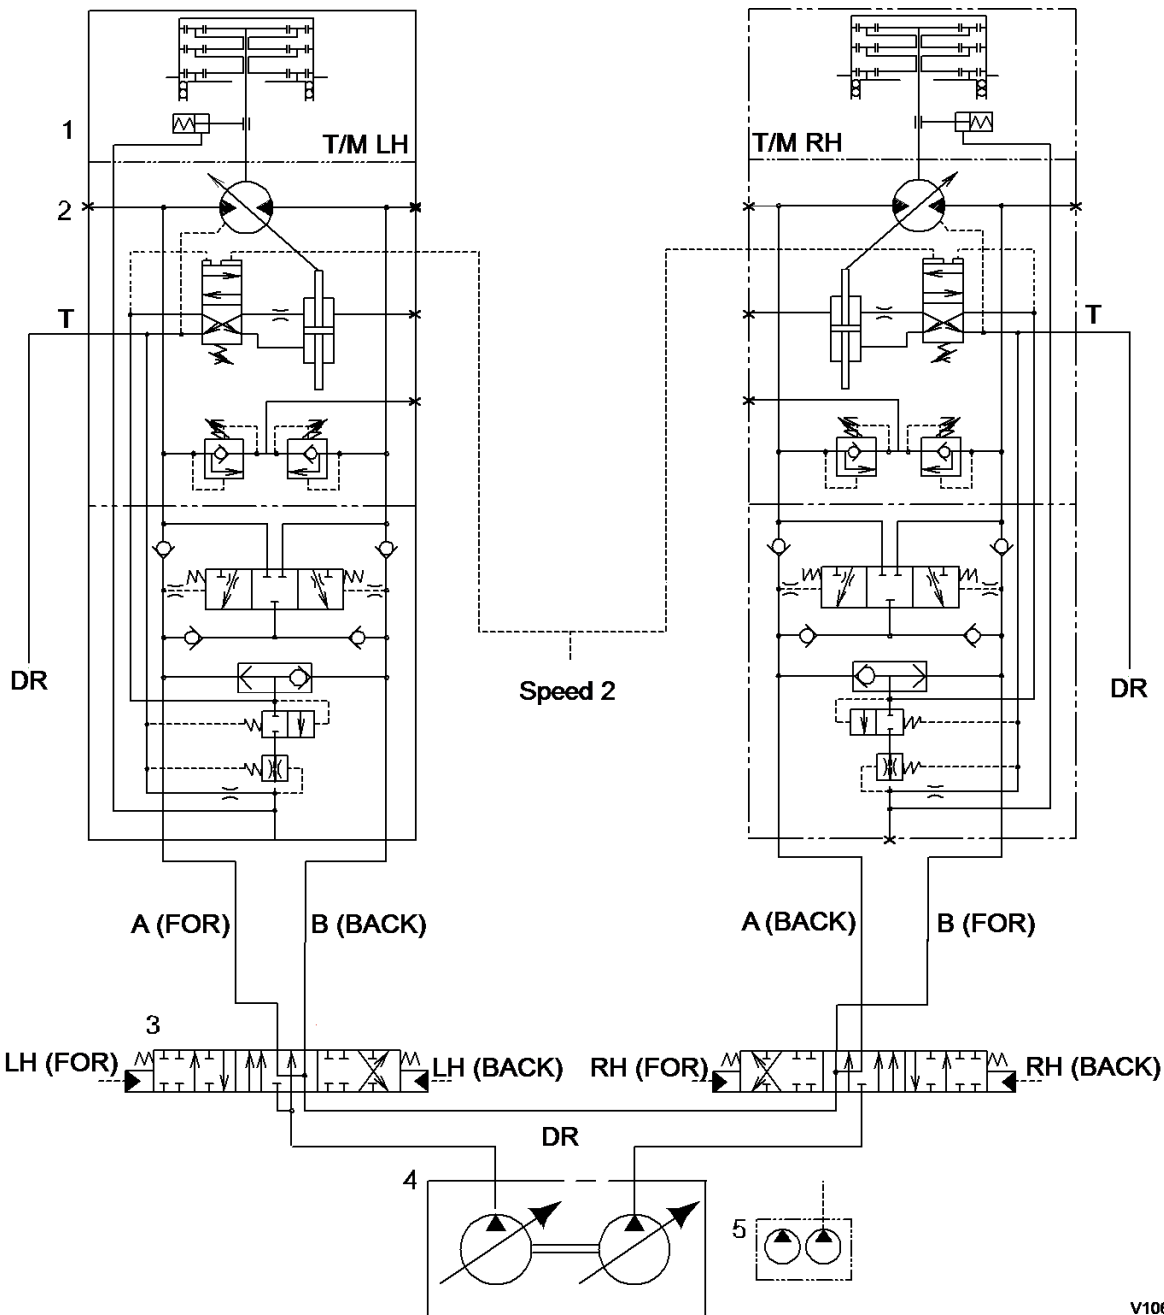 1
T/M LH
T/M RH
2
T
T
DR
Speed 2
DR
A (FOR)
B (BACK)
A (BACK)
B (FOR)
3
LH (FOR)
LH (BACK)
RH (FOR)
RH (BACK)
DR
4
5